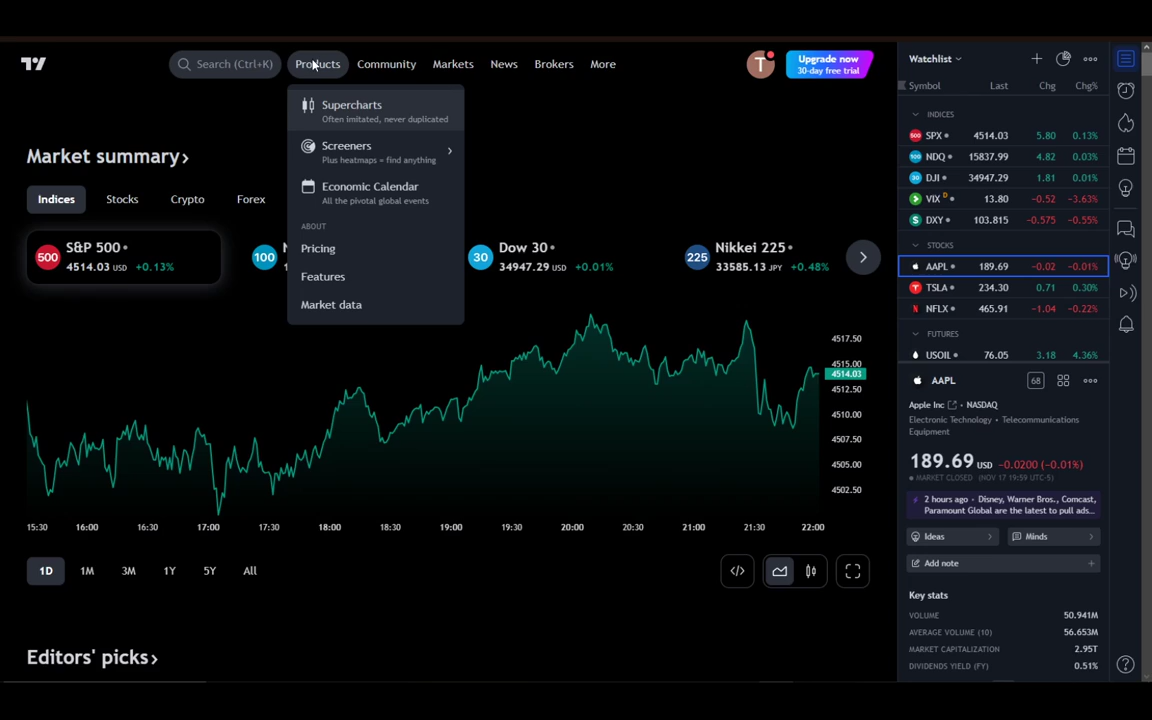 Search (Ctrl+K)
Products
Community
Markets
News
Brokers
More
T
Upgrade now
30-day free trial
Supercharts
Often imitated, never duplicated
Screeners
Plus heatmaps = find anything
Economic Calendar
All the pivotal global events
ABOUT
Pricing
Features
Market data
Market summary
Indices
Stocks
Crypto
Forex
500
S&P 500
4514.03 USD +0.13%
100
30
Dow 30
34947.29 USD +0.01%
225
Nikkei 225
33585.13 JPY +0.48%
4517.50
4515.00
4514.03
4512.50
4510.00
4507.50
4505.00
4502.50
15:30 16:00 16:30 17:00 17:30 18:00 18:30 19:00 19:30 20:00 20:30 21:00 21:30 22:00
1D 1M 3M 1Y 5Y All
Editors' picks
Watchlist
Symbol Last Chg Chg%
INDICES
500 SPX 4514.03 5.80 0.13%
100 NDQ 15837.99 4.82 0.03%
30 DJI 34947.29 1.81 0.01%
VIX D 13.80 -0.52 -3.63%
$ DXY 103.815 -0.575 -0.55%
STOCKS
AAPL 189.69 -0.02 -0.01%
TSLA 234.30 0.71 0.30%
N NFLX 465.91 -1.04 -0.22%
FUTURES
USOIL 76.05 3.18 4.36%
AAPL
68
Apple Inc • NASDAQ
Electronic Technology • Telecommunications
Equipment
189.69 USD -0.0200 (-0.01%)
MARKET CLOSED (NOV 17 19:59 UTC-5)
2 hours ago • Disney, Warner Bros., Comcast,
Paramount Global are the latest to pull ads...
Ideas
Minds
Add note
Key stats
VOLUME 50.941M
AVERAGE VOLUME (10) 56.653M
MARKET CAPITALIZATION 2.95T
DIVIDENDS YIELD (FY) 0.51%